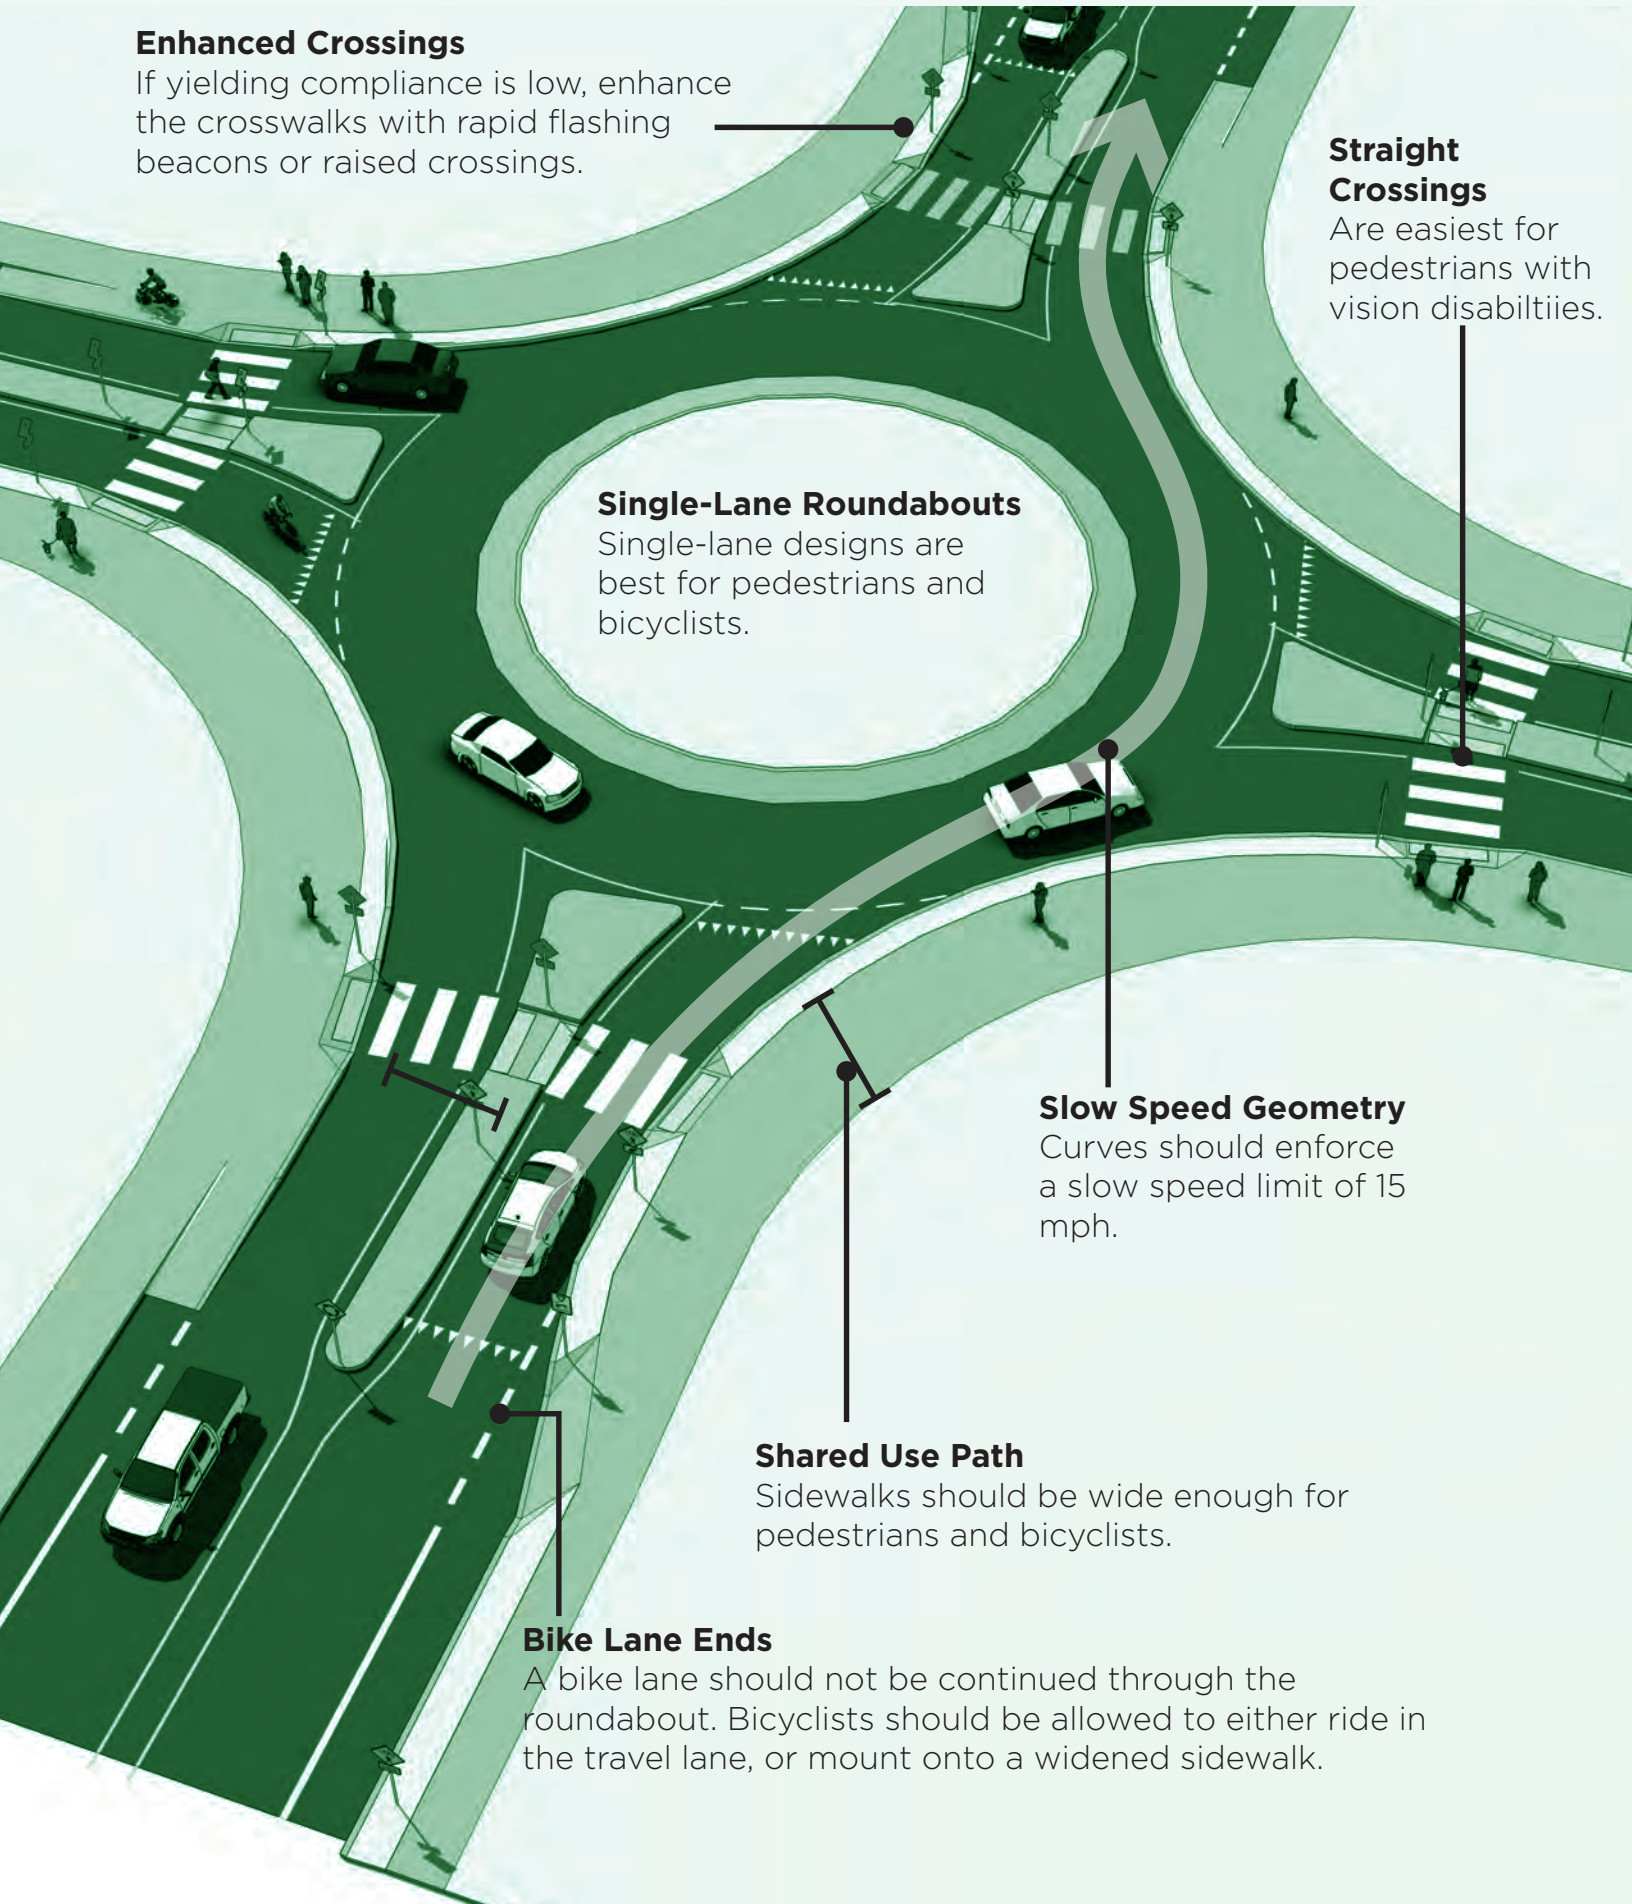 Enhanced Crossings
If yielding compliance is low, enhance
the crosswalks with rapid flashing
beacons or raised crossings.
Straight
Crossings
Are easiest for
pedestrians with
vision disabiltiies.
Single-Lane Roundabouts
Single-lane designs are
best for pedestrians and
bicyclists.
Slow Speed Geometry
Curves should enforce
a slow speed limit of 15
mph.
Shared Use Path
Sidewalks should be wide enough for
pedestrians and bicyclists.
Bike Lane Ends
A bike lane should not be continued through the
roundabout. Bicyclists should be allowed to either ride in
the travel lane, or mount onto a widened sidewalk.